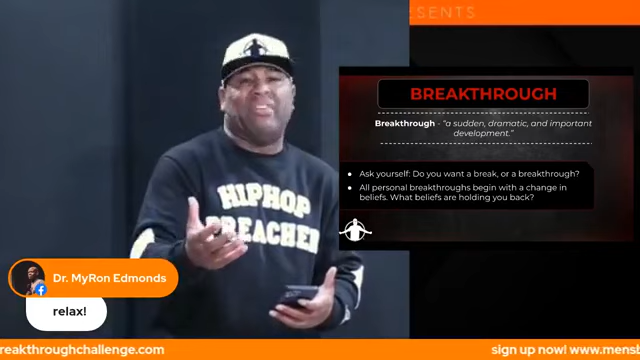 ESENTS
HIPHOP
PREACHER
BREAKTHROUGH
Breakthrough - “a sudden, dramatic, and important
development.”
Ask yourself: Do you want a break, or a breakthrough?
All personal breakthroughs begin with a change in
beliefs. What beliefs are holding you back?
Dr. MyRon Edmonds
relax!
reakthroughchallenge.com
sign up now! www.mensb